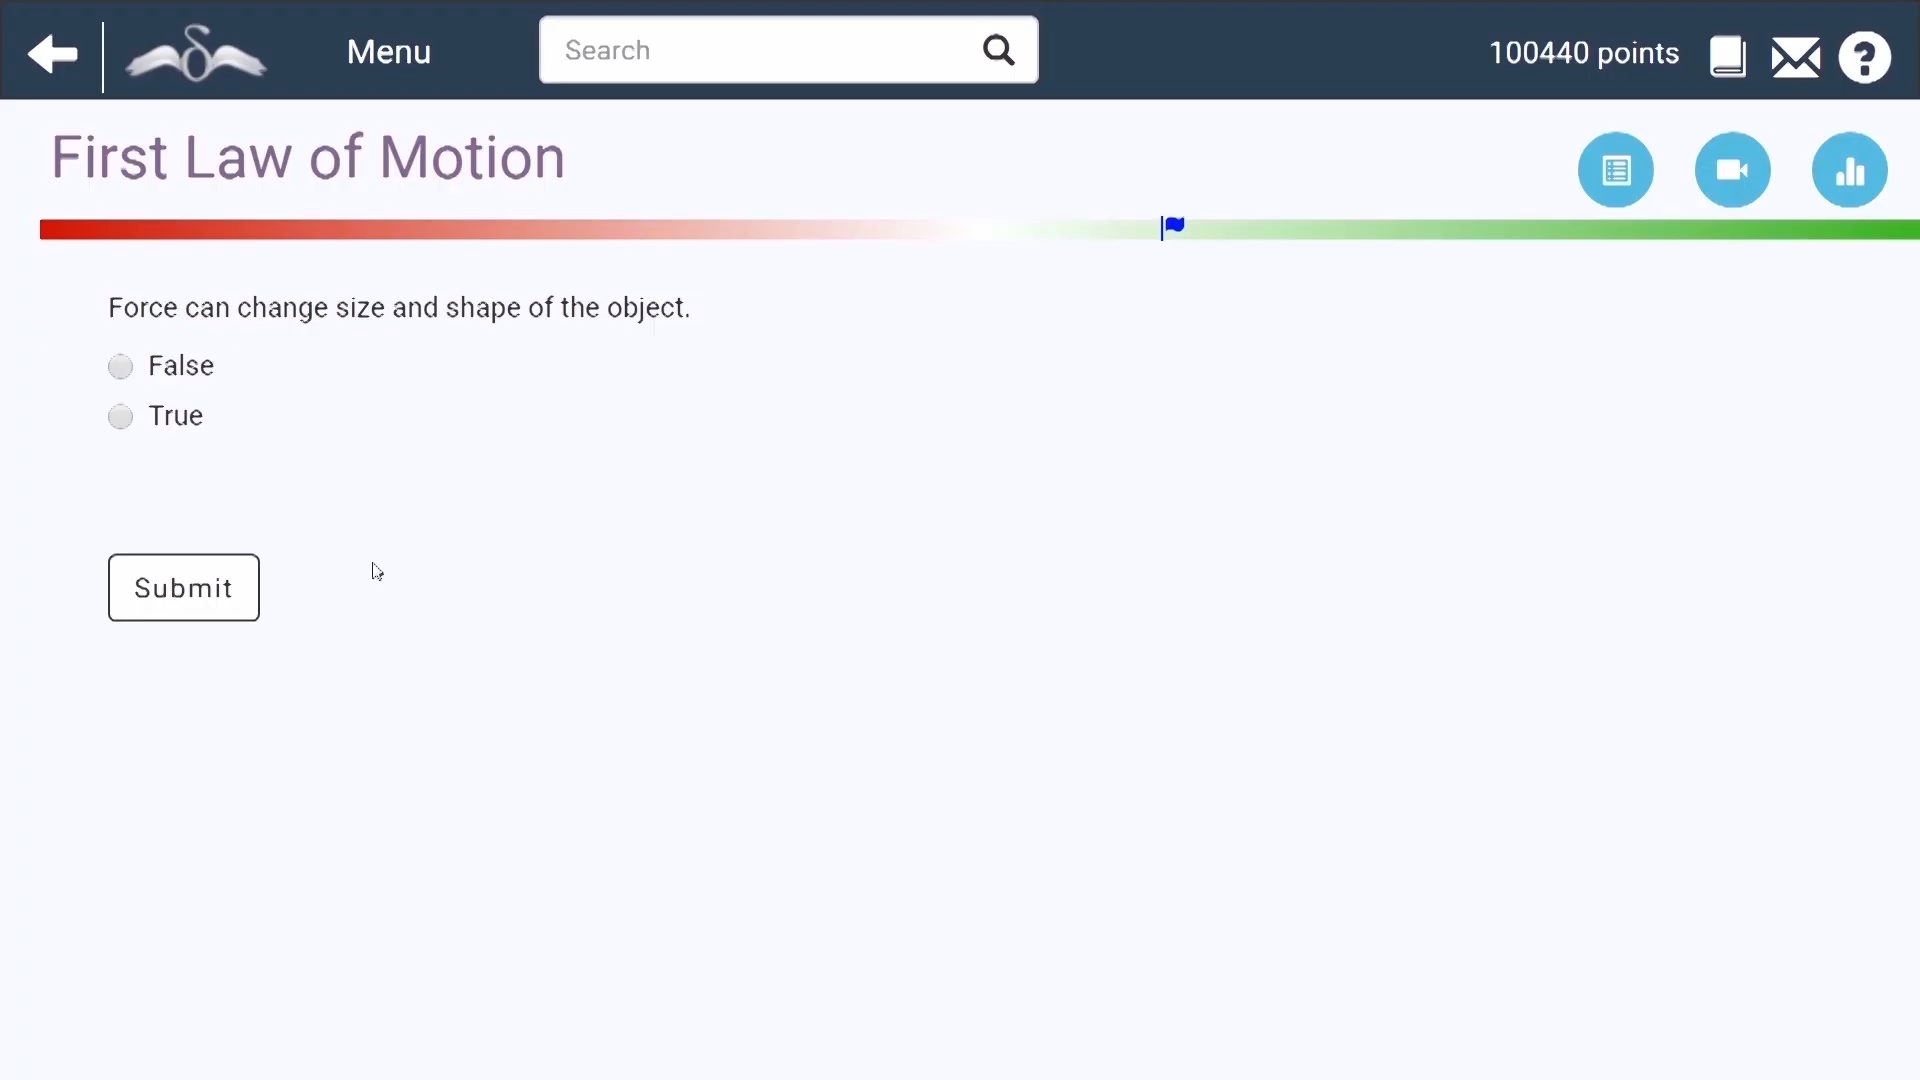 Menu
Search
100440 points
First Law of Motion
Force can change size and shape of the object.
False
True
Submit